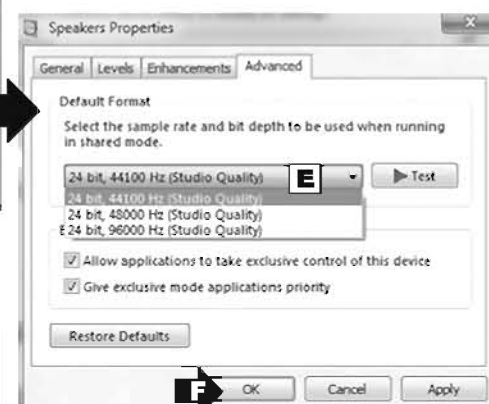 Speakers Properties
General Levels Enhancements Advanced
Default Format
Select the sample rate and bit depth to be used when running
in shared mode.
24 bit, 44100 Hz (Studio Quality) E Test
24 bit, 44100 Hz (Studio Quality)
24 bit, 48000 Hz (Studio Quality)
E 24 bit, 96000 Hz (Studio Quality)
Allow applications to take exclusive control of this device
Give exclusive mode applications priority
Restore Defaults
F OK Cancel Apply